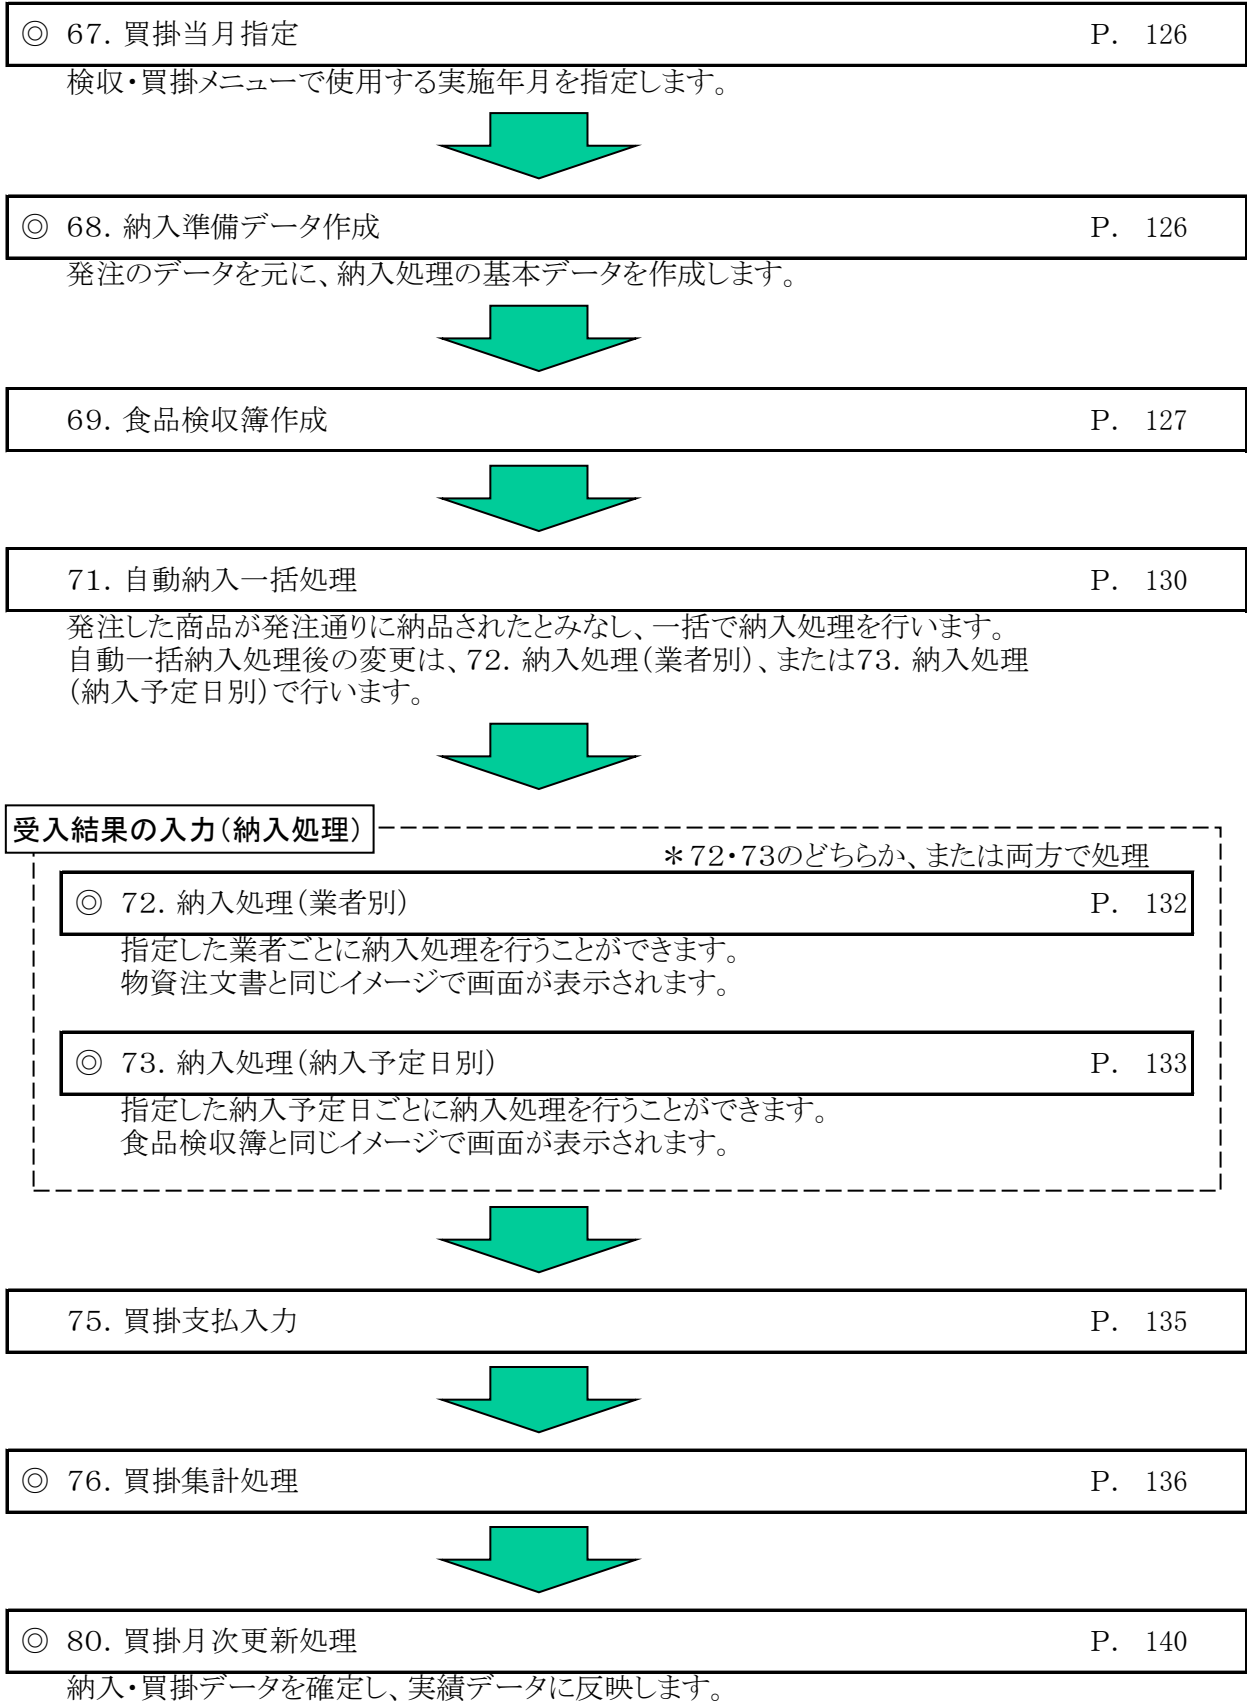 ◎ 67. 買掛当月指定 P. 126
検収・買掛メニューで使用する実施年月を指定します。
◎ 68. 納入準備データ作成 P. 126
発注のデータを元に、納入処理の基本データを作成します。
69. 食品検収簿作成 P. 127
71. 自動納入一括処理 P. 130
発注した商品が発注通りに納品されたとみなし、一括で納入処理を行います。
自動一括納入処理後の変更は、72. 納入処理(業者別)、または73. 納入処理
(納入予定日別)で行います。
受入結果の入力(納入処理)
＊72・73のどちらか、または両方で処理
◎ 72. 納入処理(業者別) P. 132
指定した業者ごとに納入処理を行うことができます。
物資注文書と同じイメージで画面が表示されます。
◎ 73. 納入処理(納入予定日別) P. 133
指定した納入予定日ごとに納入処理を行うことができます。
食品検収簿と同じイメージで画面が表示されます。
75. 買掛支払入力 P. 135
◎ 76. 買掛集計処理 P. 136
◎ 80. 買掛月次更新処理 P. 140
納入・買掛データを確定し、実績データに反映します。